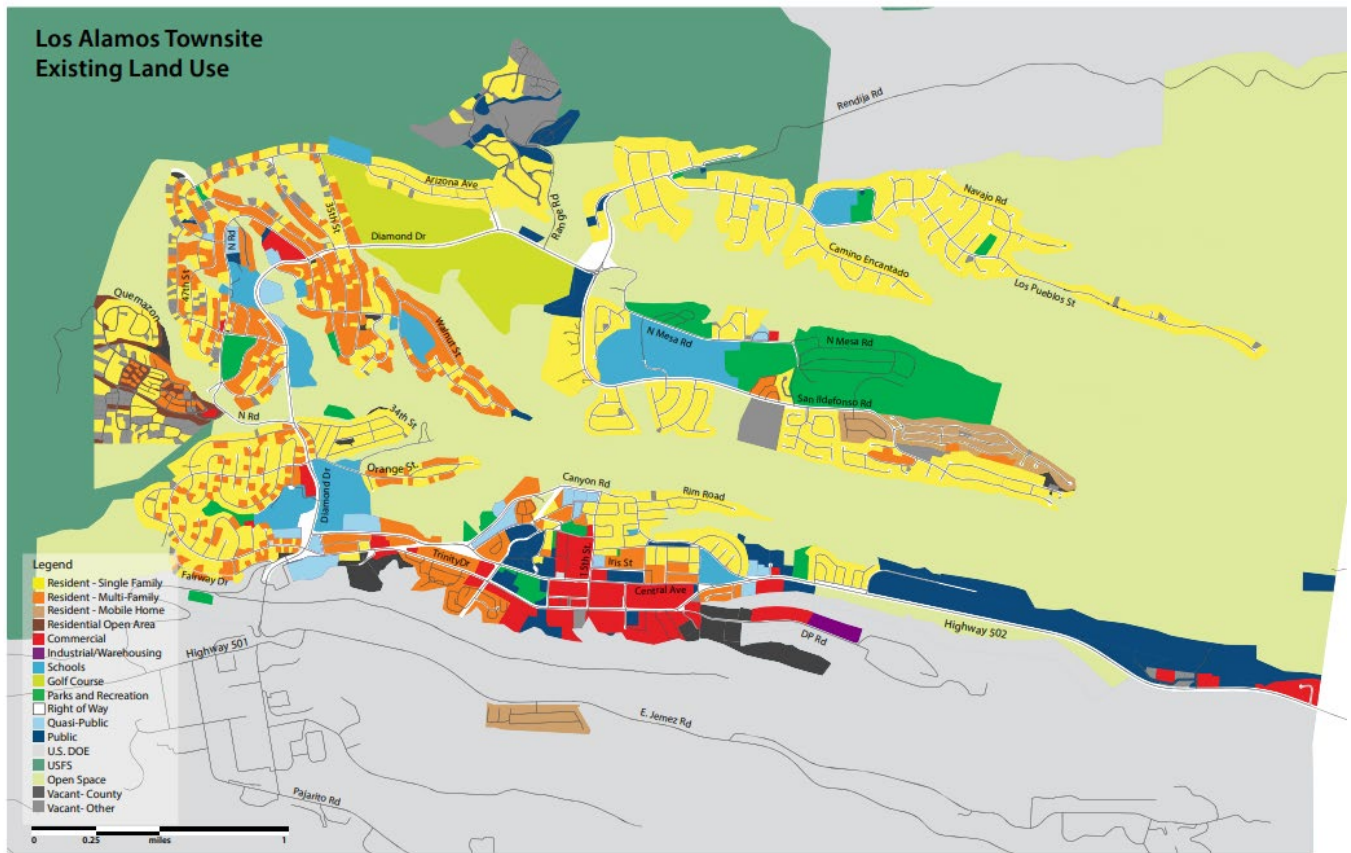 Los Alamos Townsite
Existing Land Use
Rendija Rd
Arizona Ave
35th St
Range Rd
Navajo Rd
Diamond Dr
N Rd
Camino Encantado
47th St
Los Pueblos St
Quemazon
Walnut St
N Mesa Rd
N Mesa Rd
San Ildefonso Rd
N Rd
34th St
Orange St.
Diamond Dr
Canyon Rd
Rim Road
Trinity Dr
15th St
Iris St
Central Ave
Fairway Dr
DP Rd
Highway 502
Highway 501
E. Jemez Rd
Pajarito Rd
Legend
Resident - Single Family
Resident - Multi-Family
Resident - Mobile Home
Residential Open Area
Commercial
Industrial/Warehousing
Schools
Golf Course
Parks and Recreation
Right of Way
Quasi-Public
Public
U.S. DOE
USFS
Open Space
Vacant- County
Vacant- Other
0 0.25 miles 1